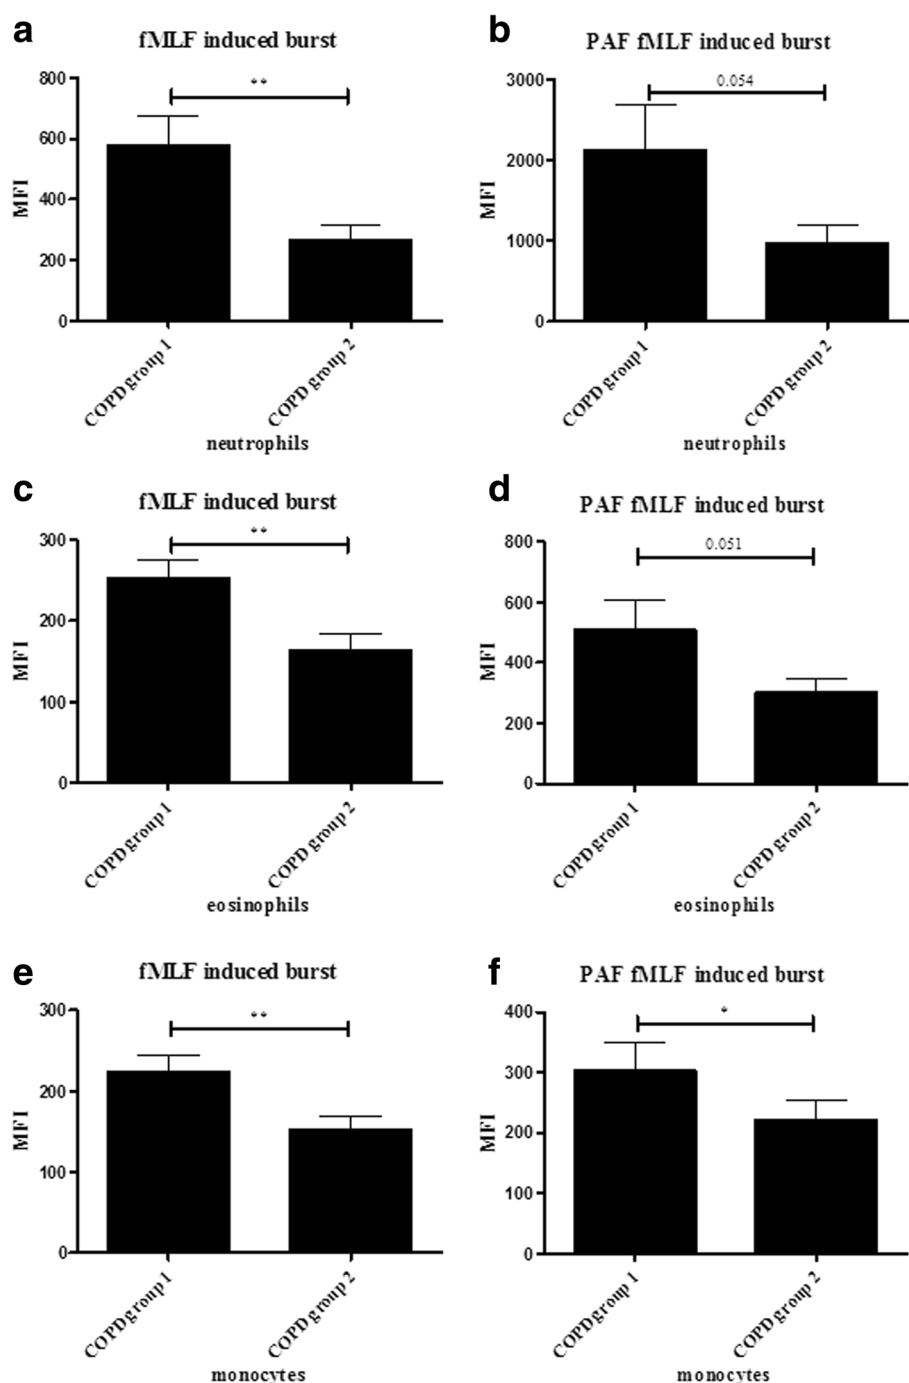 a
fMLF induced burst
**
800
600
400
200
0
MFI
COPD group 1
COPD group 2
neutrophils
b
PAF fMLF induced burst
0.054
3000
2000
1000
0
MFI
COPD group 1
COPD group 2
neutrophils
c
fMLF induced burst
**
300
200
100
0
MFI
COPD group 1
COPD group 2
eosinophils
d
PAF fMLF induced burst
0.051
800
600
400
200
0
MFI
COPD group 1
COPD group 2
eosinophils
e
fMLF induced burst
**
300
200
100
0
MFI
COPD group 1
COPD group 2
monocytes
f
PAF fMLF induced burst
*
400
300
200
100
0
MFI
COPD group 1
COPD group 2
monocytes